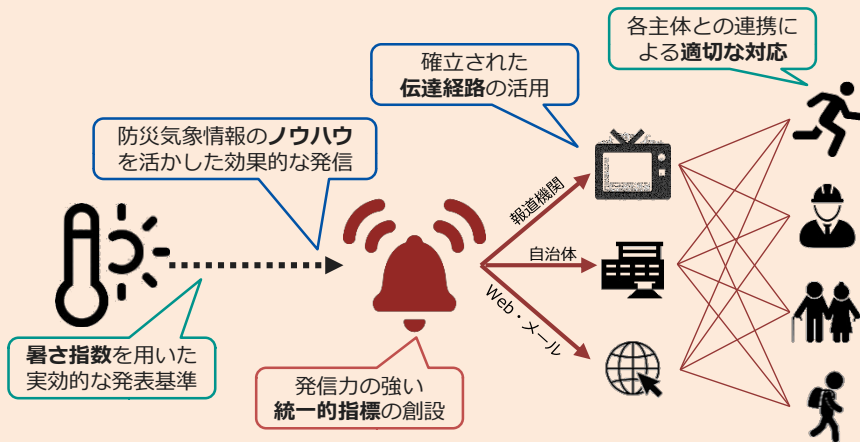 各主体との連携に
よる適切な対応
確立された
伝達経路の活用
防災気象情報のノウハウ
を活かした効果的な発信
報道機関
自治体
Web・メール
暑さ指数を用いた
実効的な発表基準
発信力の強い
統一的指標の創設